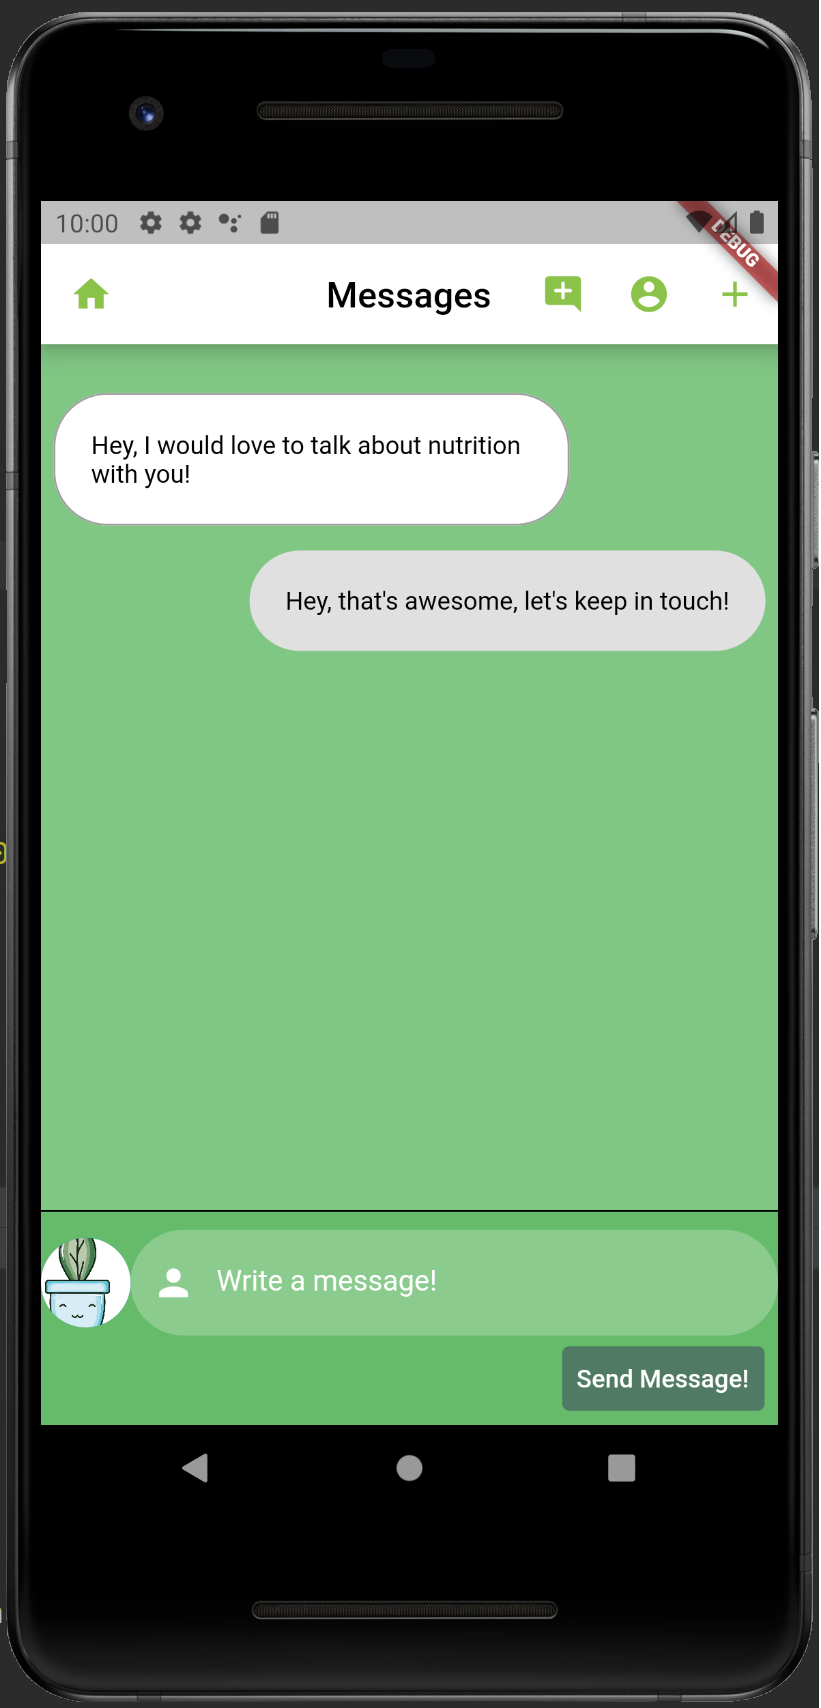 10:00
DEBUG
Messages
Hey, I would love to talk about nutrition
with you!
Hey, that's awesome, let's keep in touch!
Write a message!
Send Message!